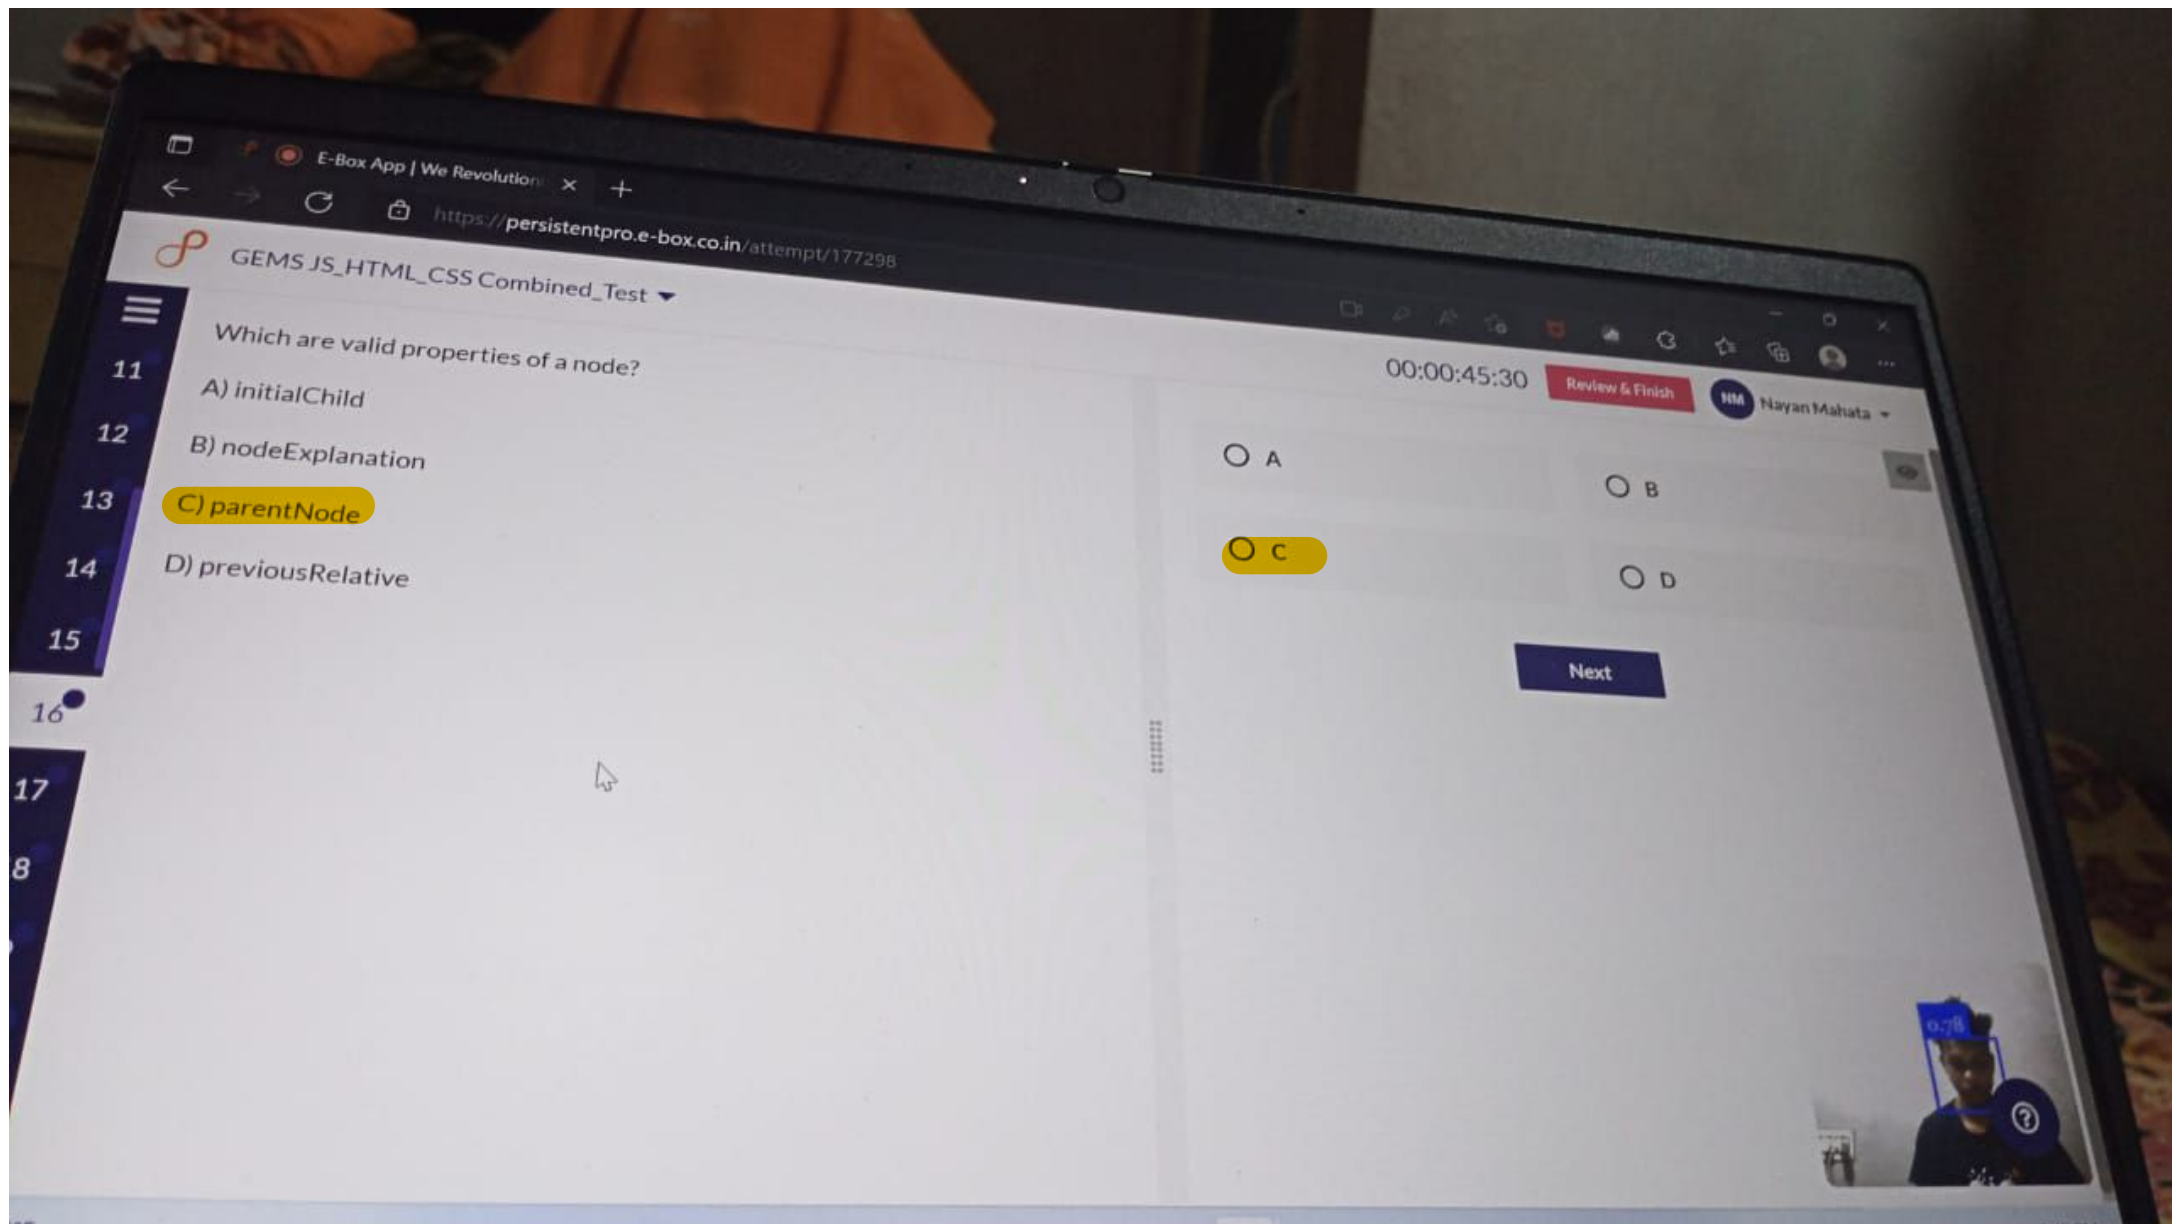 E-Box App | We Revolution
https://persistentpro.e-box.co.in/attempt/177298
GEMS JS_HTML_CSS Combined_Test
00:00:45:30
Review & Finish
NM
Nayan Mahata
Which are valid properties of a node?
A) initialChild
B) nodeExplanation
C) parentNode
D) previousRelative
11
12
13
14
15
16
17
8
A
B
C
D
Next
0.78
?